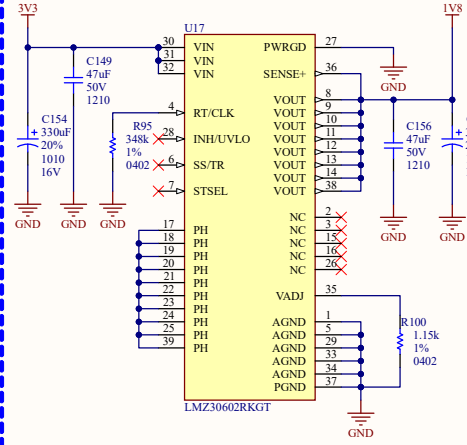 3V3
1V8
U17
30 VIN
31 VIN
32 VIN
4 RT/CLK
28 INH/UVLO
6 SS/TR
7 STSEL
17 PH
18 PH
19 PH
20 PH
21 PH
22 PH
23 PH
24 PH
25 PH
39 PH
PWRGD 27
SENSE+ 36
VOUT 8
VOUT 9
VOUT 10
VOUT 11
VOUT 12
VOUT 13
VOUT 14
VOUT 38
NC 2
NC 3
NC 15
NC 16
NC 26
VADJ 35
AGND 1
AGND 5
AGND 29
AGND 33
AGND 34
PGND 37
LMZ30602RKGT
C149
47uF
50V
1210
C154
+
330uF
20%
1010
16V
R95
348k
1%
0402
GND
GND
GND
GND
C156
47uF
50V
1210
+
GND
GND
R100
1.15k
1%
0402
GND